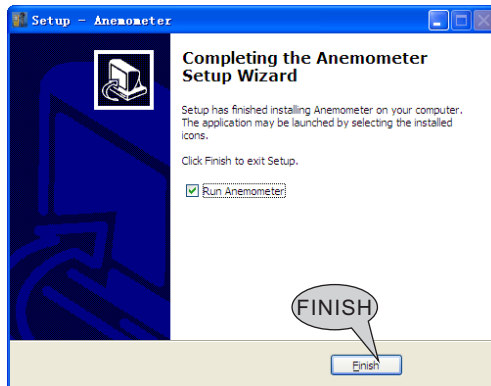 Setup - Anemometer
Completing the Anemometer
Setup Wizard
Setup has finished installing Anemometer on your computer.
The application may be launched by selecting the installed
icons.
Click Finish to exit Setup.
Run Anemometer
FINISH
Finish